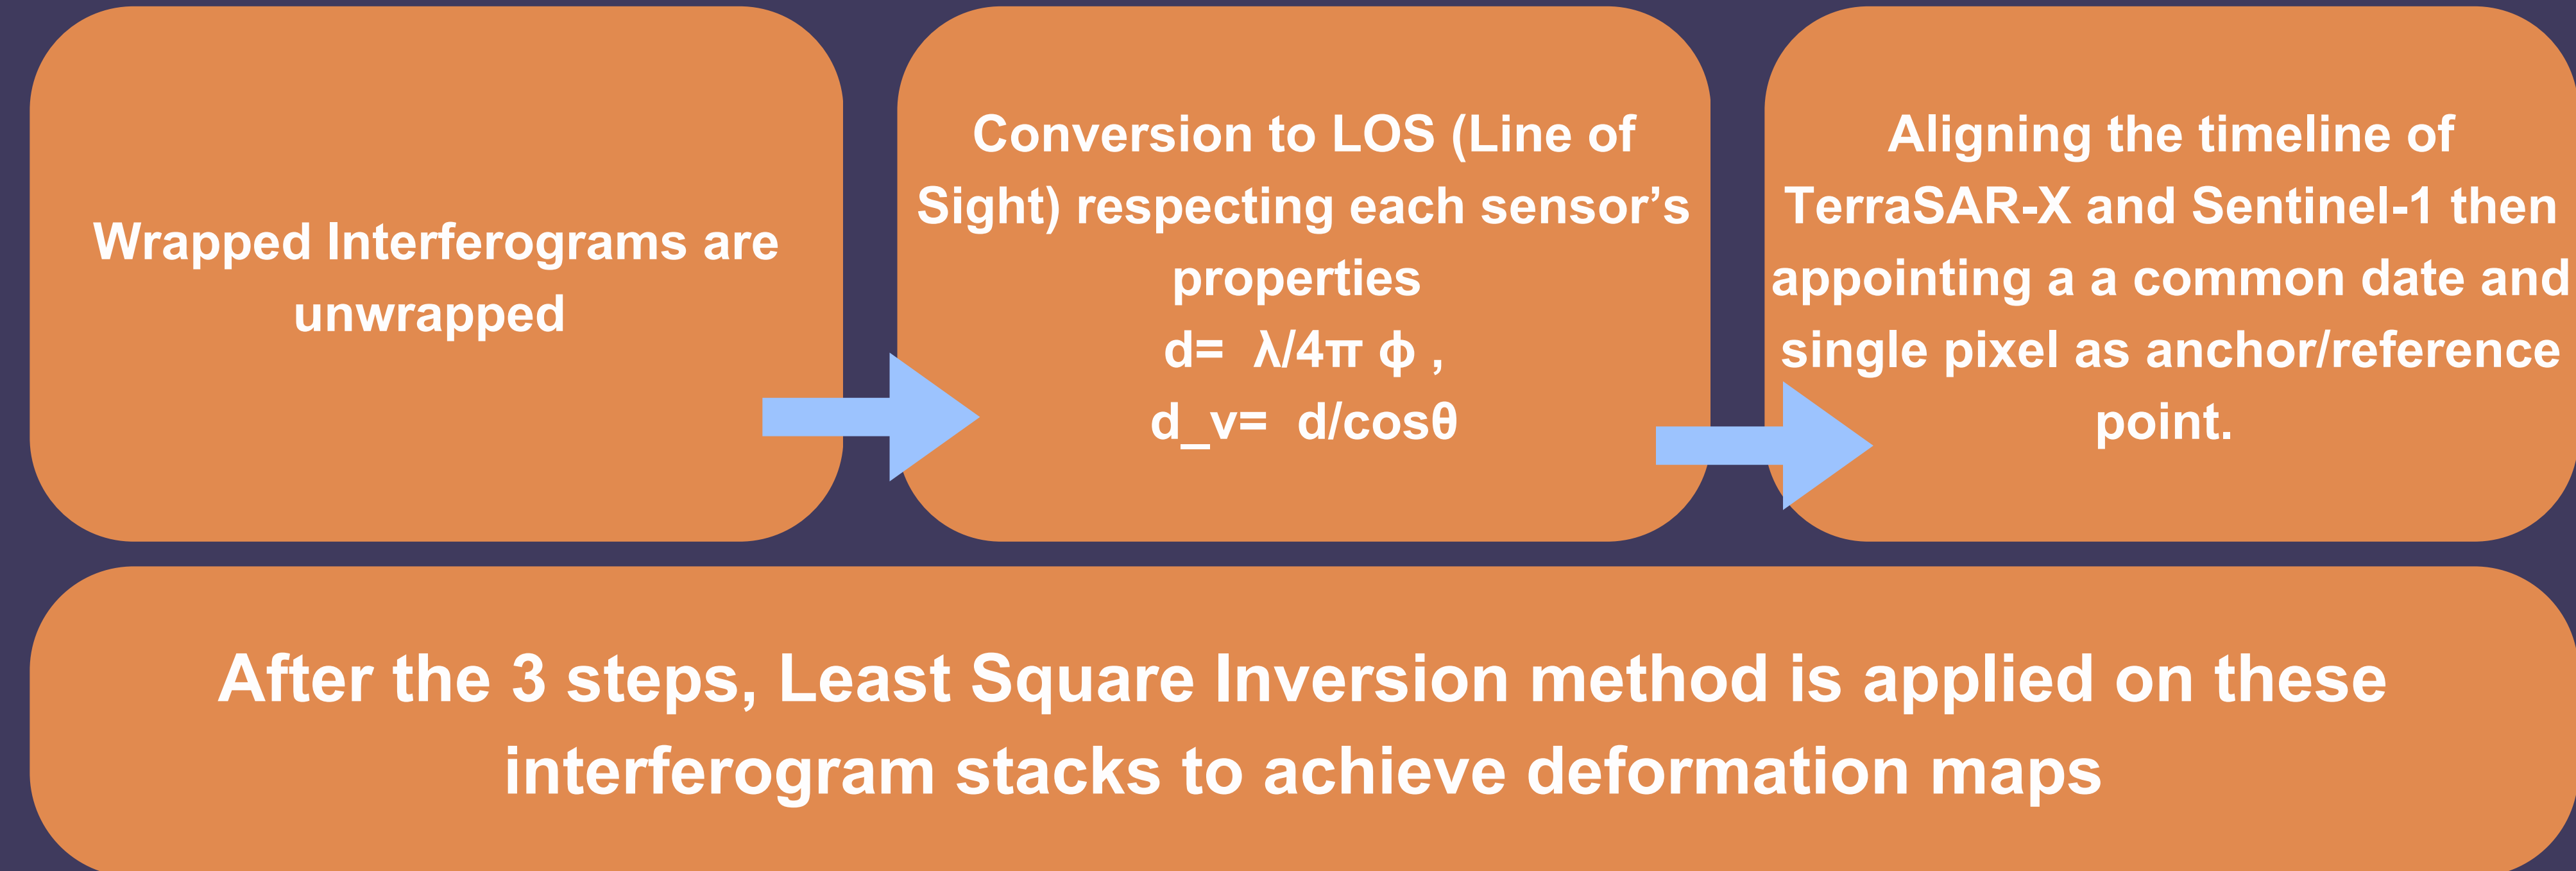 Wrapped Interferograms are
unwrapped
Conversion to LOS (Line of
Sight) respecting each sensor’s
properties
d= λ/4π ϕ ,
d_v= d/cosθ
Aligning the timeline of
TerraSAR-X and Sentinel-1 then
appointing a a common date and
single pixel as anchor/reference
point.
After the 3 steps, Least Square Inversion method is applied on these
interferogram stacks to achieve deformation maps